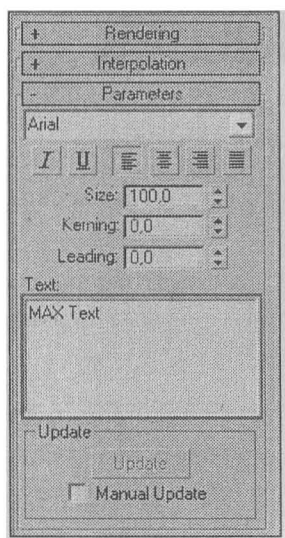 + Rendering
+ Interpolation
- Parameters
Arial
I U
Size: 100,0
Kerning: 0,0
Leading: 0,0
Text:
MAX Text
Update
Update
Manual Update